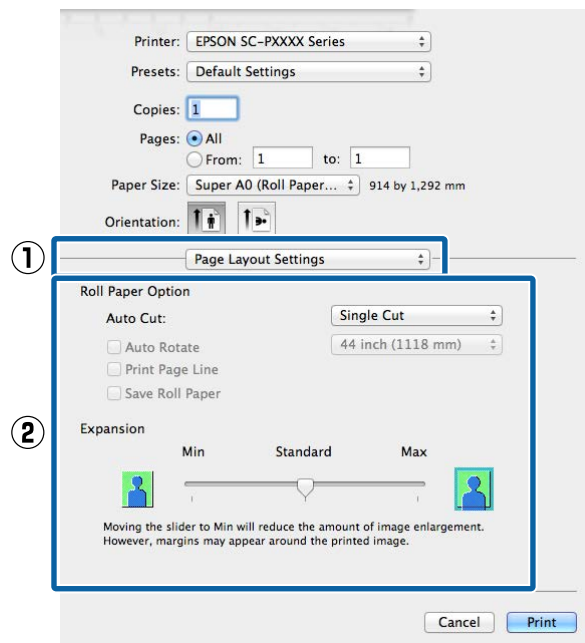 Printer: EPSON SC-PXXXX Series
Presets: Default Settings
Copies: 1
Pages: All
From: 1 to: 1
Paper Size: Super A0 (Roll Paper... 914 by 1,292 mm
Orientation:
① Page Layout Settings
Roll Paper Option
Auto Cut: Single Cut
Auto Rotate 44 inch (1118 mm)
Print Page Line
Save Roll Paper
②
Expansion
Min Standard Max
Moving the slider to Min will reduce the amount of image enlargement.
However, margins may appear around the printed image.
Cancel Print